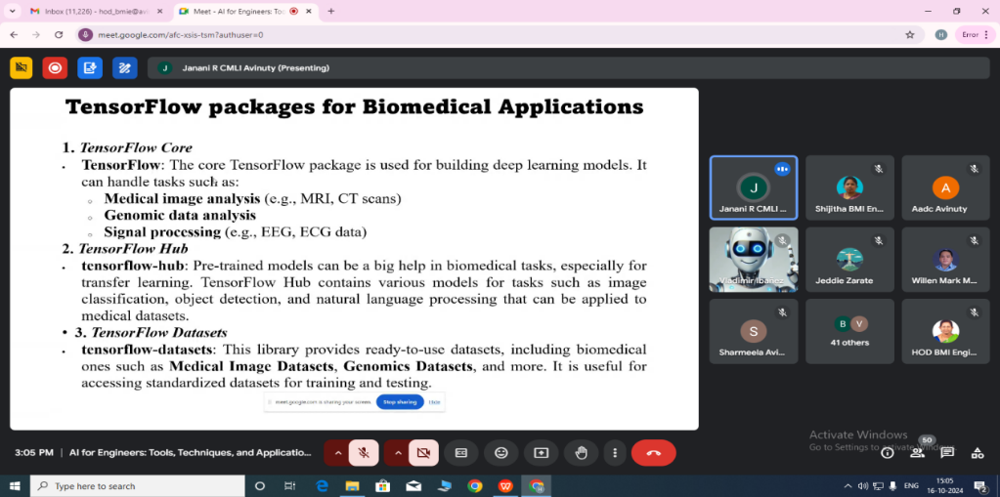 Inbox (11,226) - hod_bmie@avi
Meet - AI for Engineers: To
meet.google.com/afc-xsis-tsm?authuser=0
H
Error
J
Janani R CMLI Avinuty (Presenting)
TensorFlow packages for Biomedical Applications
1. TensorFlow Core
• TensorFlow: The core TensorFlow package is used for building deep learning models. It
can handle tasks such as:
○ Medical image analysis (e.g., MRI, CT scans)
○ Genomic data analysis
○ Signal processing (e.g., EEG, ECG data)
2. TensorFlow Hub
• tensorflow-hub: Pre-trained models can be a big help in biomedical tasks, especially for
transfer learning. TensorFlow Hub contains various models for tasks such as image
classification, object detection, and natural language processing that can be applied to
medical datasets.
• 3. TensorFlow Datasets
• tensorflow-datasets: This library provides ready-to-use datasets, including biomedical
ones such as Medical Image Datasets, Genomics Datasets, and more. It is useful for
accessing standardized datasets for training and testing.
meet.google.com is sharing your screen.
Stop sharing
Hide
J
Janani R CMLI ...
Shijitha BMI En...
A
Aadc Avinuty
Vladimir Ibanez
Jeddie Zarate
Willen Mark M...
S
Sharmeela Avi...
B V
41 others
HOD BMI Engi...
Activate Windows
Go to Settings to activate Windows.
3:05 PM | AI for Engineers: Tools, Techniques, and Applicatio...
50
Type here to search
ENG
15:05
16-10-2024
2